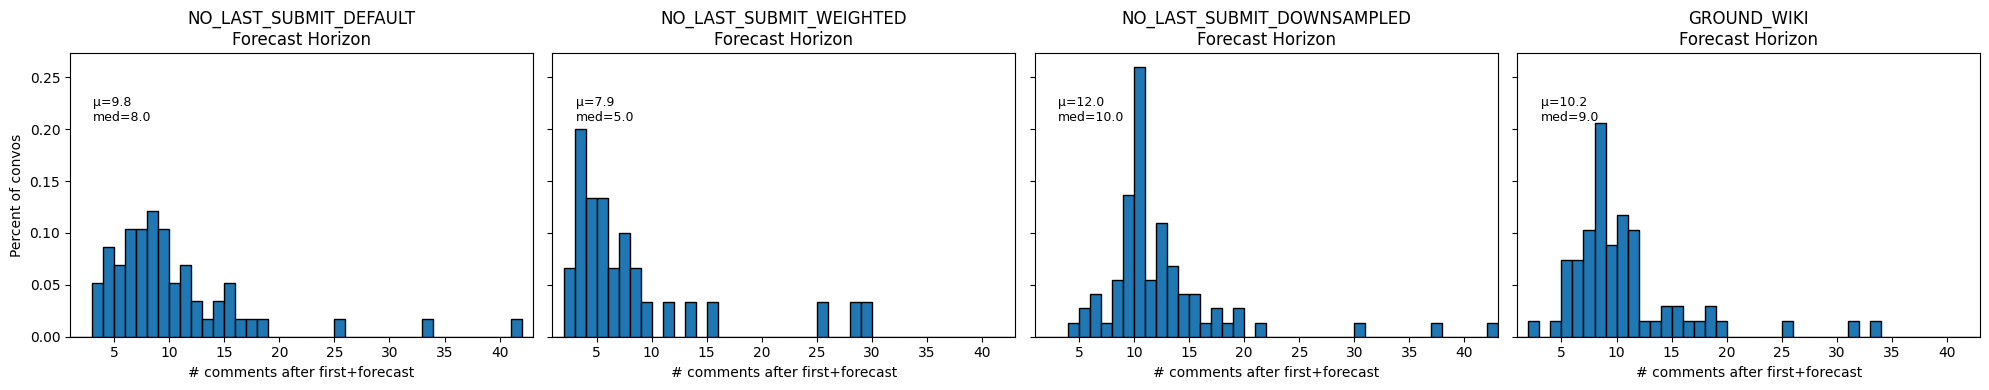 NO_LAST_SUBMIT_DEFAULT
Forecast Horizon
μ=9.8
med=8.0
Percent of convos
0.25
0.20
0.15
0.10
0.05
0.00
5 10 15 20 25 30 35 40
# comments after first+forecast
NO_LAST_SUBMIT_WEIGHTED
Forecast Horizon
μ=7.9
med=5.0
5 10 15 20 25 30 35 40
# comments after first+forecast
NO_LAST_SUBMIT_DOWNSAMPLED
Forecast Horizon
μ=12.0
med=10.0
5 10 15 20 25 30 35 40
# comments after first+forecast
GROUND_WIKI
Forecast Horizon
μ=10.2
med=9.0
5 10 15 20 25 30 35 40
# comments after first+forecast